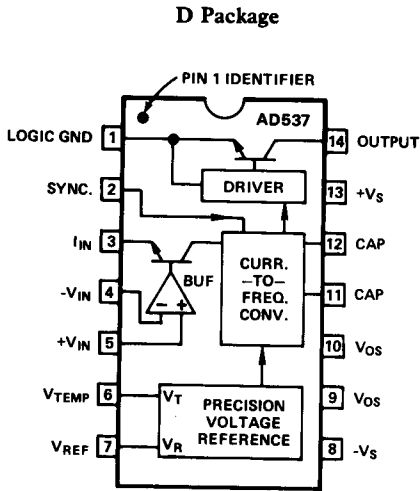 D Package
PIN 1 IDENTIFIER
AD537
LOGIC GND 1
14 OUTPUT
SYNC. 2
DRIVER
13 +VS
IIN 3
12 CAP
CURR.
–TO–
FREQ.
CONV.
BUF
-VIN 4
– +
11 CAP
+VIN 5
10 VOS
VTEMP 6
VT
PRECISION
VOLTAGE
REFERENCE
9 VOS
VREF 7
VR
8 -VS